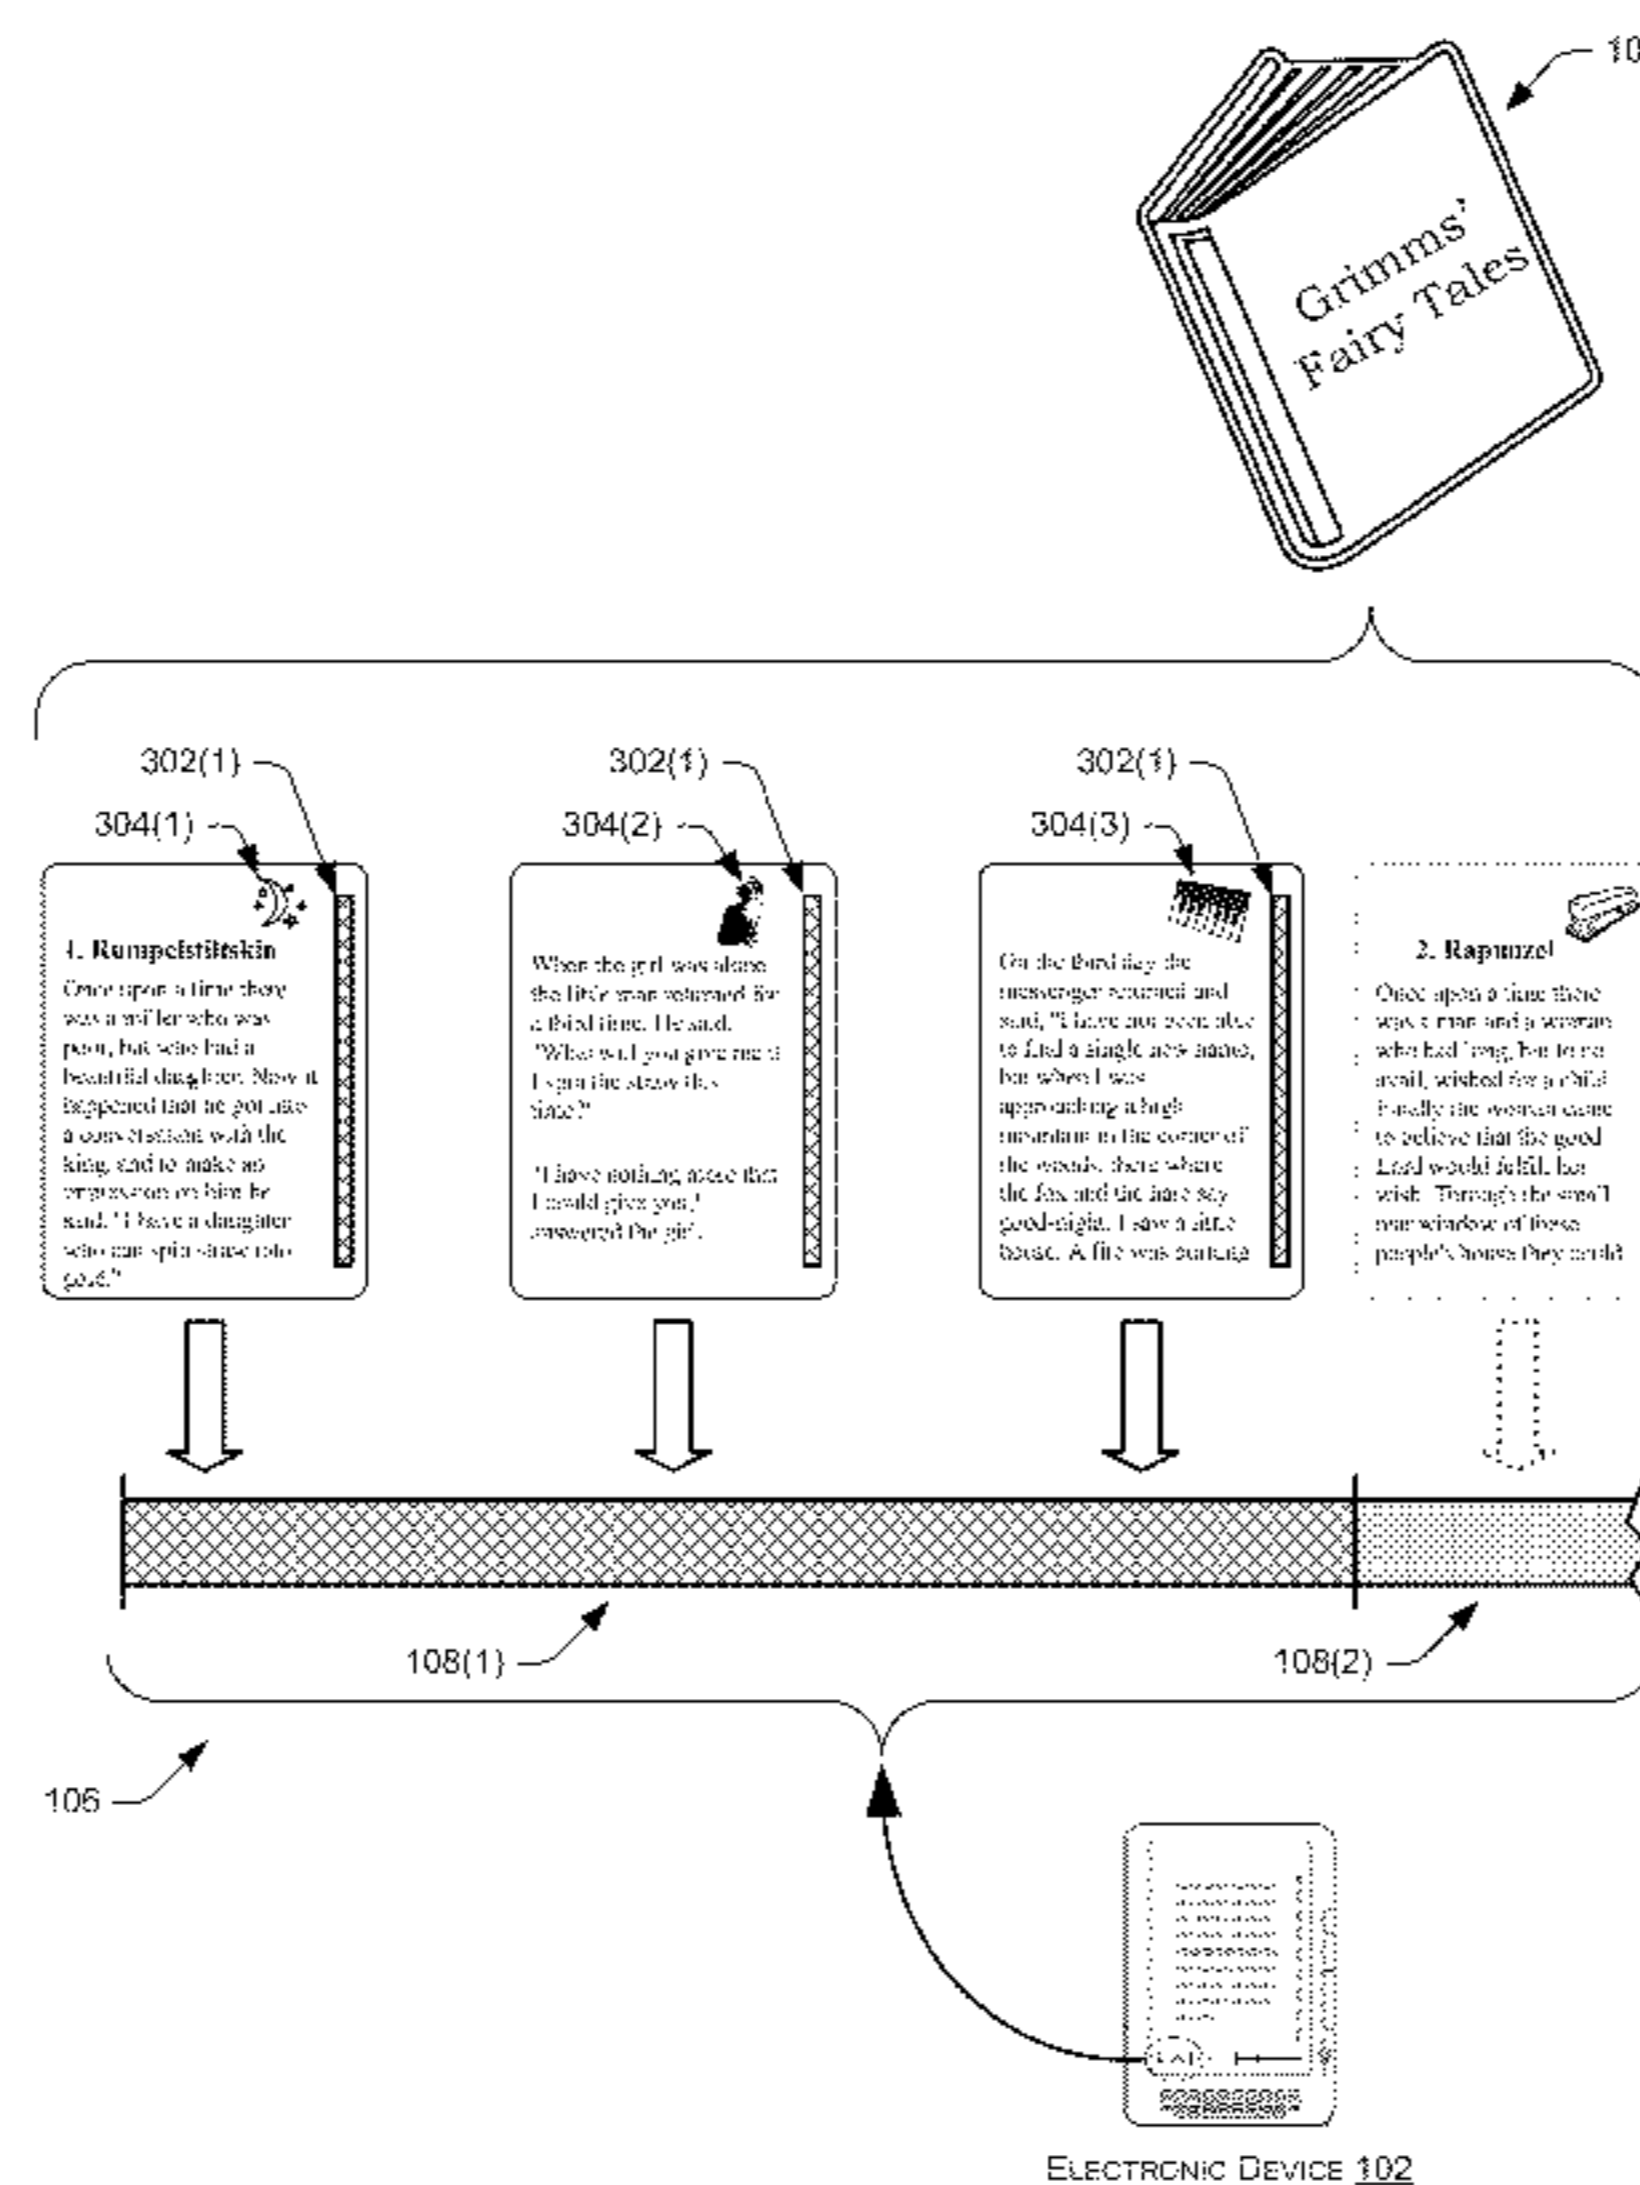 10
Grimms'
Fairy Tales
302(1)
302(1)
302(1)
304(1)
304(2)
304(3)
1. Rumpelstiltskin
Once upon a time there
was a miller who was
poor, but who had a
beautiful daughter. Now it
happened that he got into
a conversation with the
king, and to make an
impression on him he
said, "I have a daughter
who can spin straw into
gold."
When the girl was alone
the little man returned for
a third time. He said,
"What will you give me if
I spin the straw this
time?"
"I have nothing more that
I could give you,"
answered the girl.
On the third day the
messenger returned and
said, "I have not been able
to find a single new name,
but when I was
approaching a high
mountain in the corner of
the woods, there where
the fox and the hare say
good-night, I saw a little
house. A fire was burning
2. Rapunzel
Once upon a time there
was a man and a woman
who had long, but to no
avail, wished for a child.
Finally the woman came
to believe that the good
Lord would fulfill her
wish. Through the small
rear window of these
people's house they could
108(1)
108(2)
106
ELECTRONIC DEVICE 102